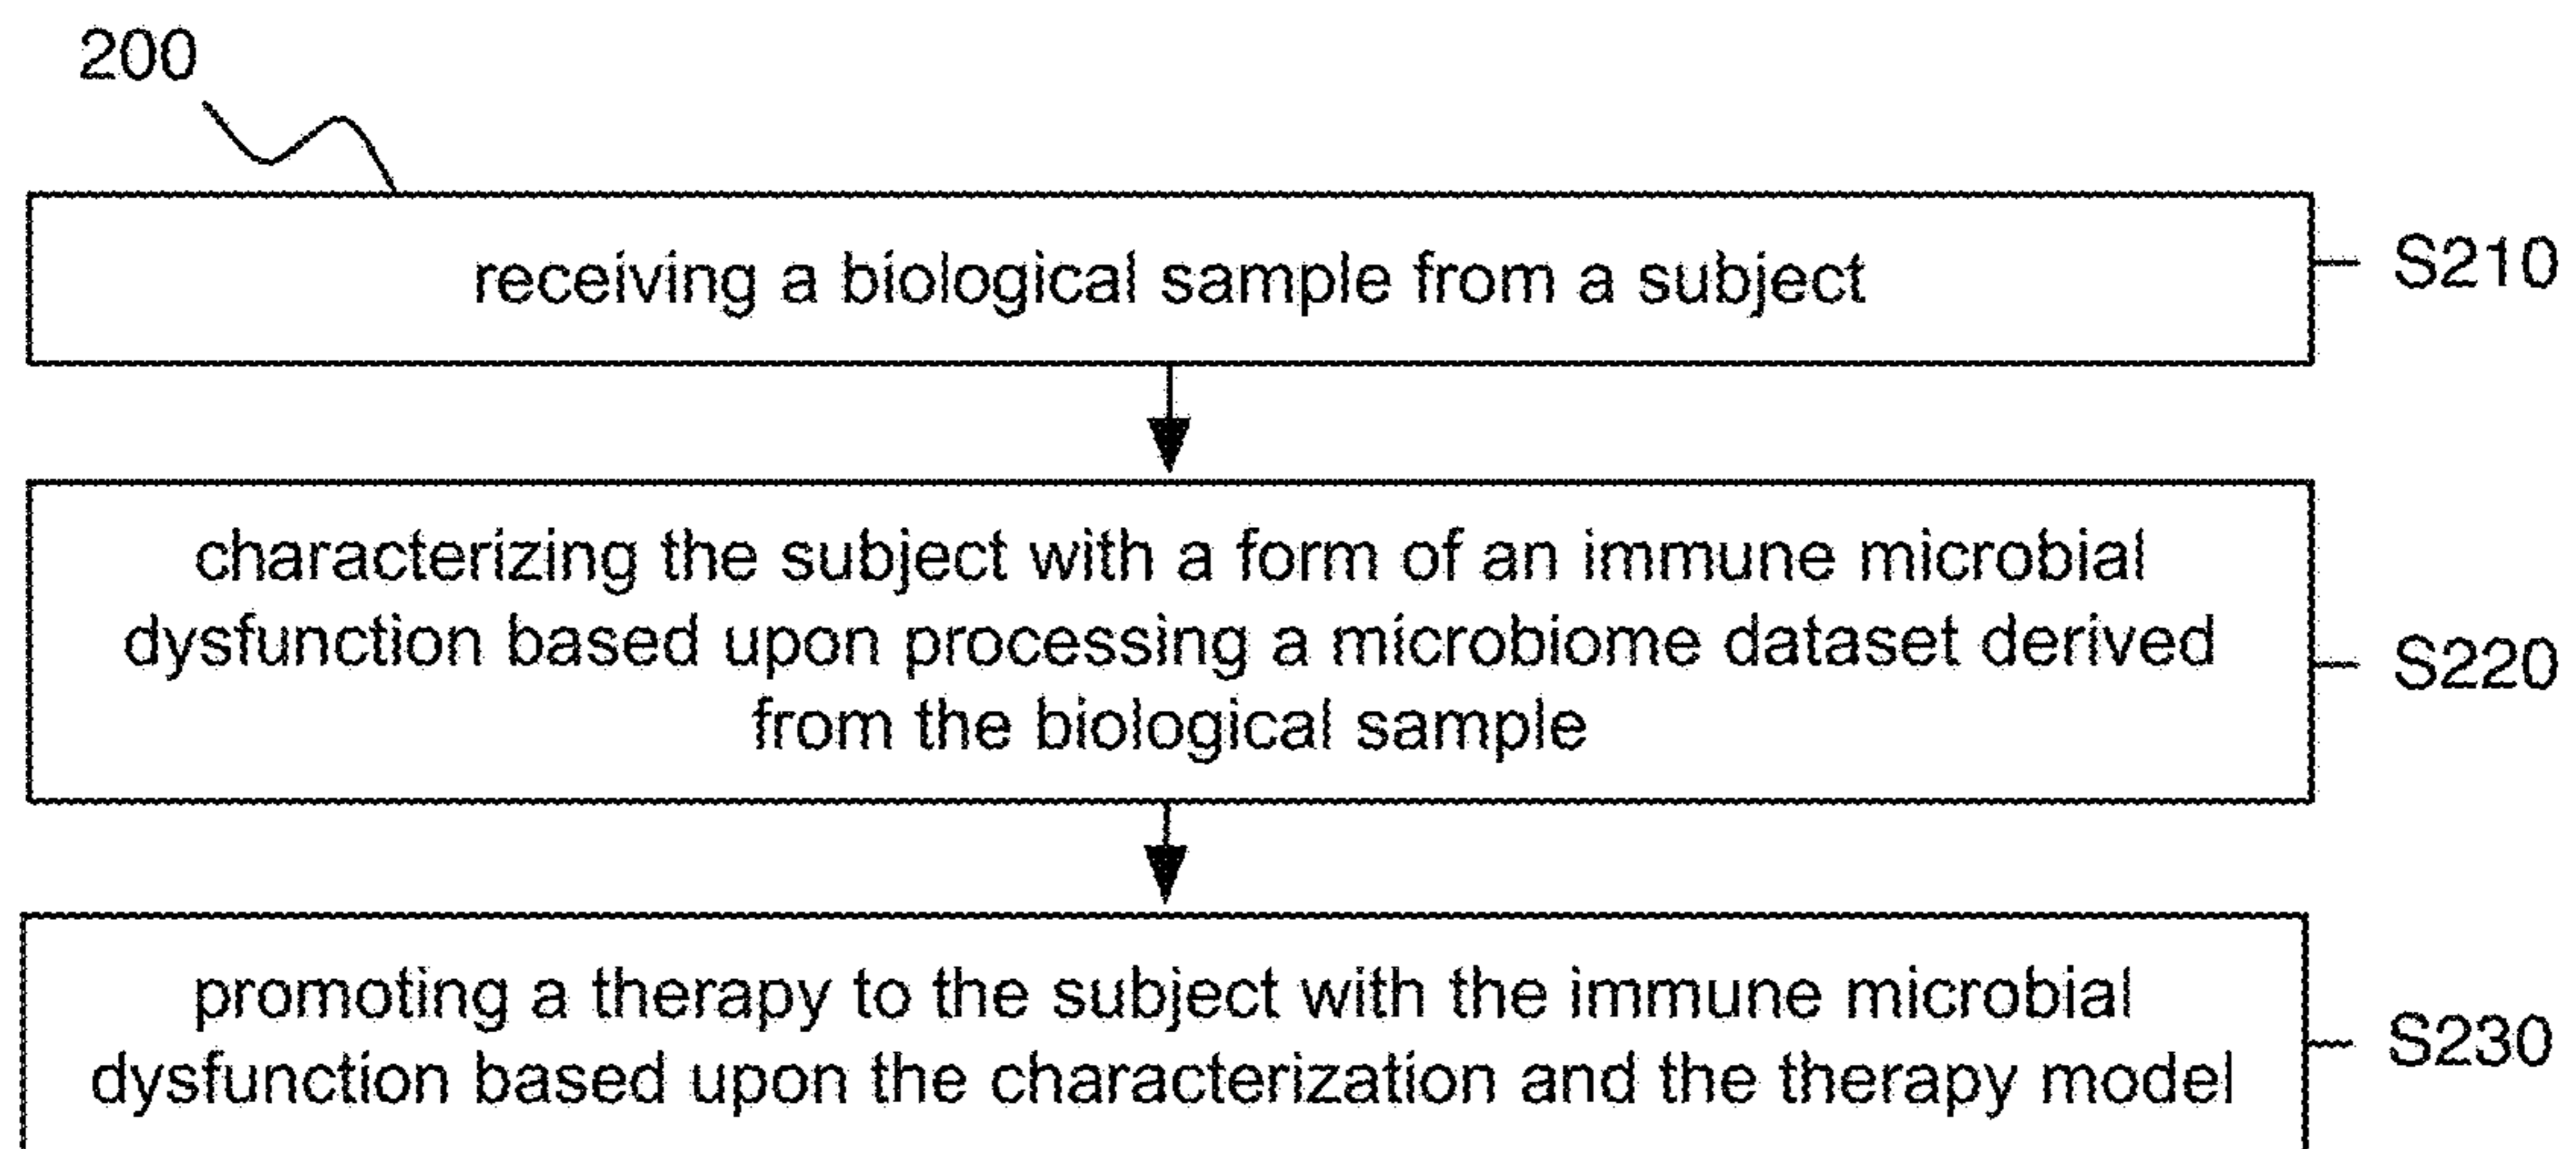 200
receiving a biological sample from a subject
S210
characterizing the subject with a form of an immune microbial
dysfunction based upon processing a microbiome dataset derived
from the biological sample
S220
promoting a therapy to the subject with the immune microbial
dysfunction based upon the characterization and the therapy model
S230